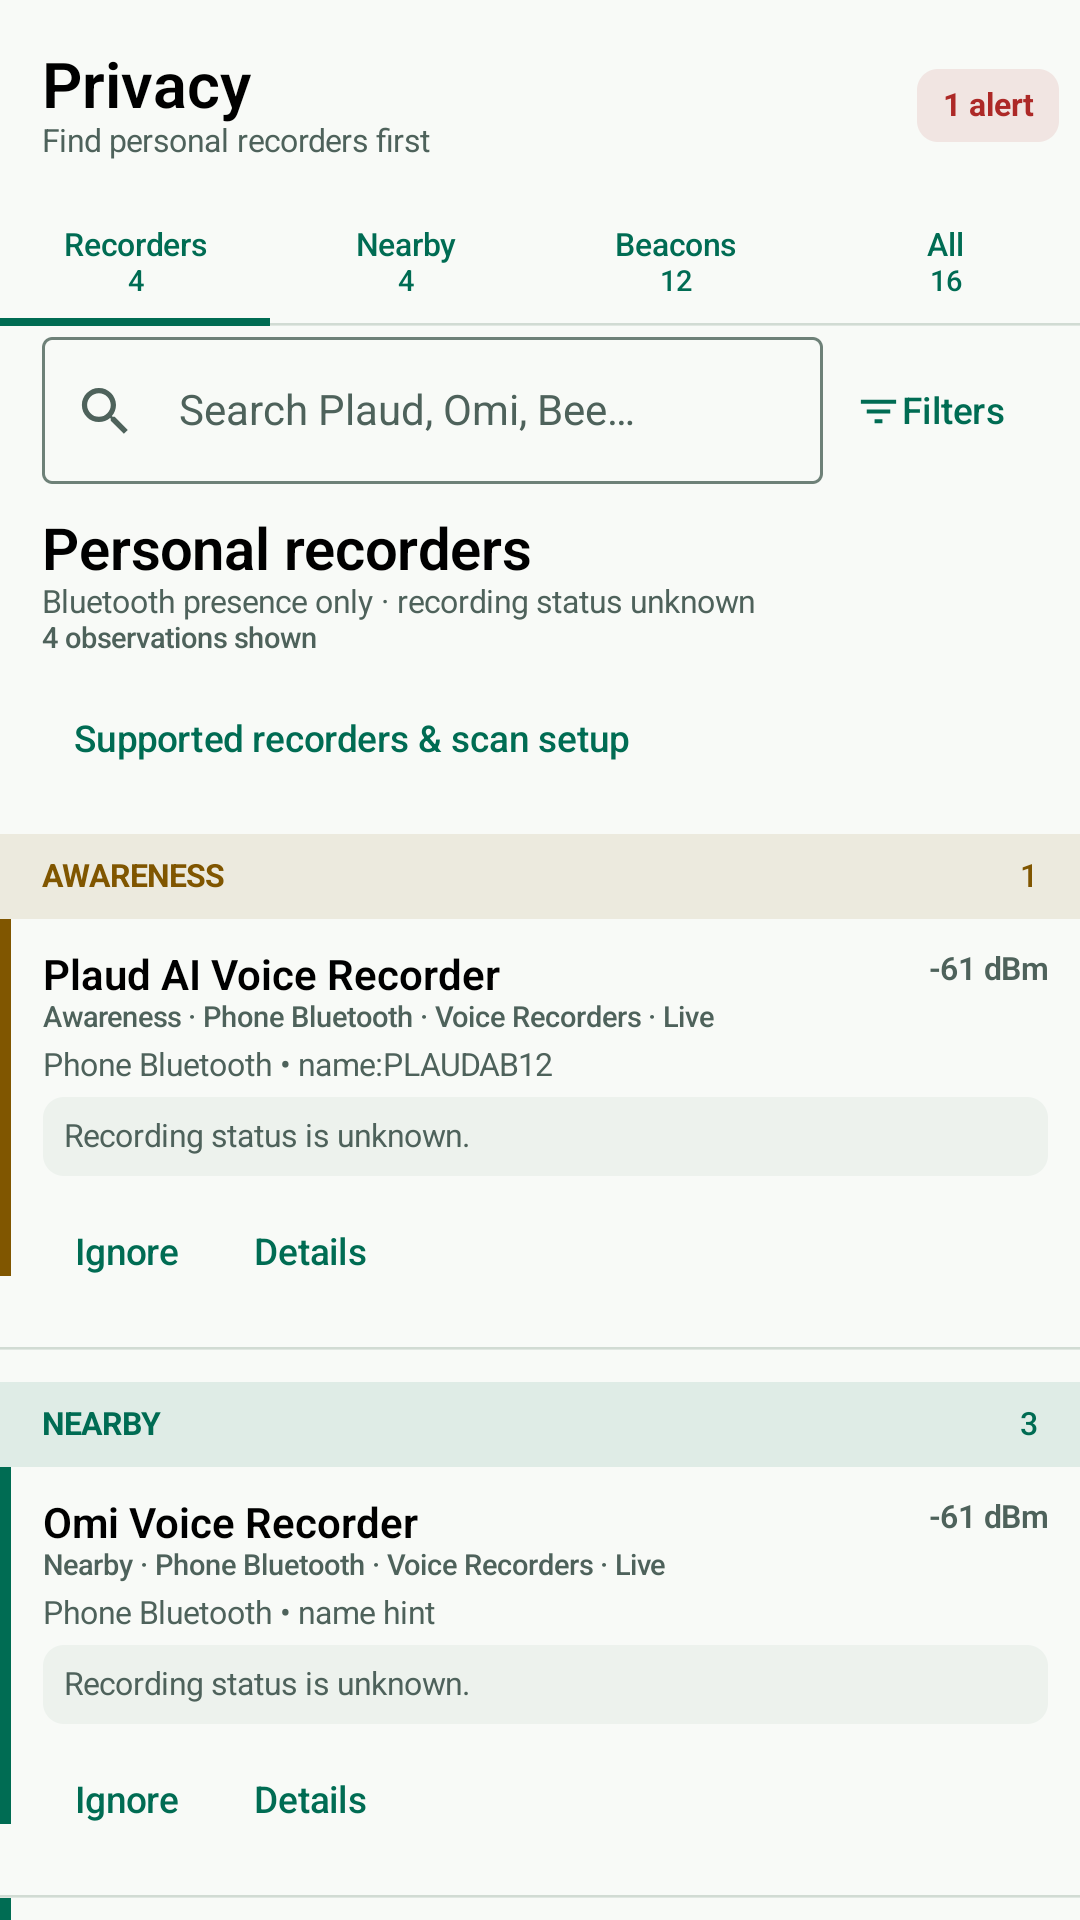 Privacy
Find personal recorders first
1 alert
Recorders
4
Nearby
4
Beacons
12
All
16
Search Plaud, Omi, Bee...
Filters
Personal recorders
Bluetooth presence only · recording status unknown
4 observations shown
Supported recorders & scan setup
AWARENESS
1
Plaud AI Voice Recorder
-61 dBm
Awareness · Phone Bluetooth · Voice Recorders · Live
Phone Bluetooth • name:PLAUDAB12
Recording status is unknown.
Ignore
Details
NEARBY
3
Omi Voice Recorder
-61 dBm
Nearby · Phone Bluetooth · Voice Recorders · Live
Phone Bluetooth • name hint
Recording status is unknown.
Ignore
Details